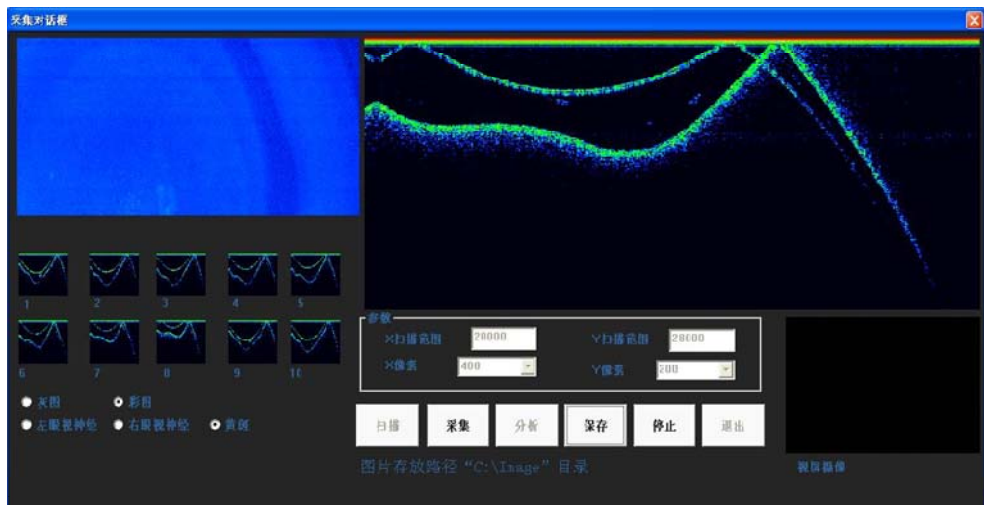 采集对话框
1 2 3 4 5
6 7 8 9 10
参数
X扫描范围 28000 Y扫描范围 28000
X像素 400 Y像素 200
灰图 彩图
左眼视神经 右眼视神经 黄斑
扫描 采集 分析 保存 停止 退出
图片存放路径“C:\Image”目录
视频摄像